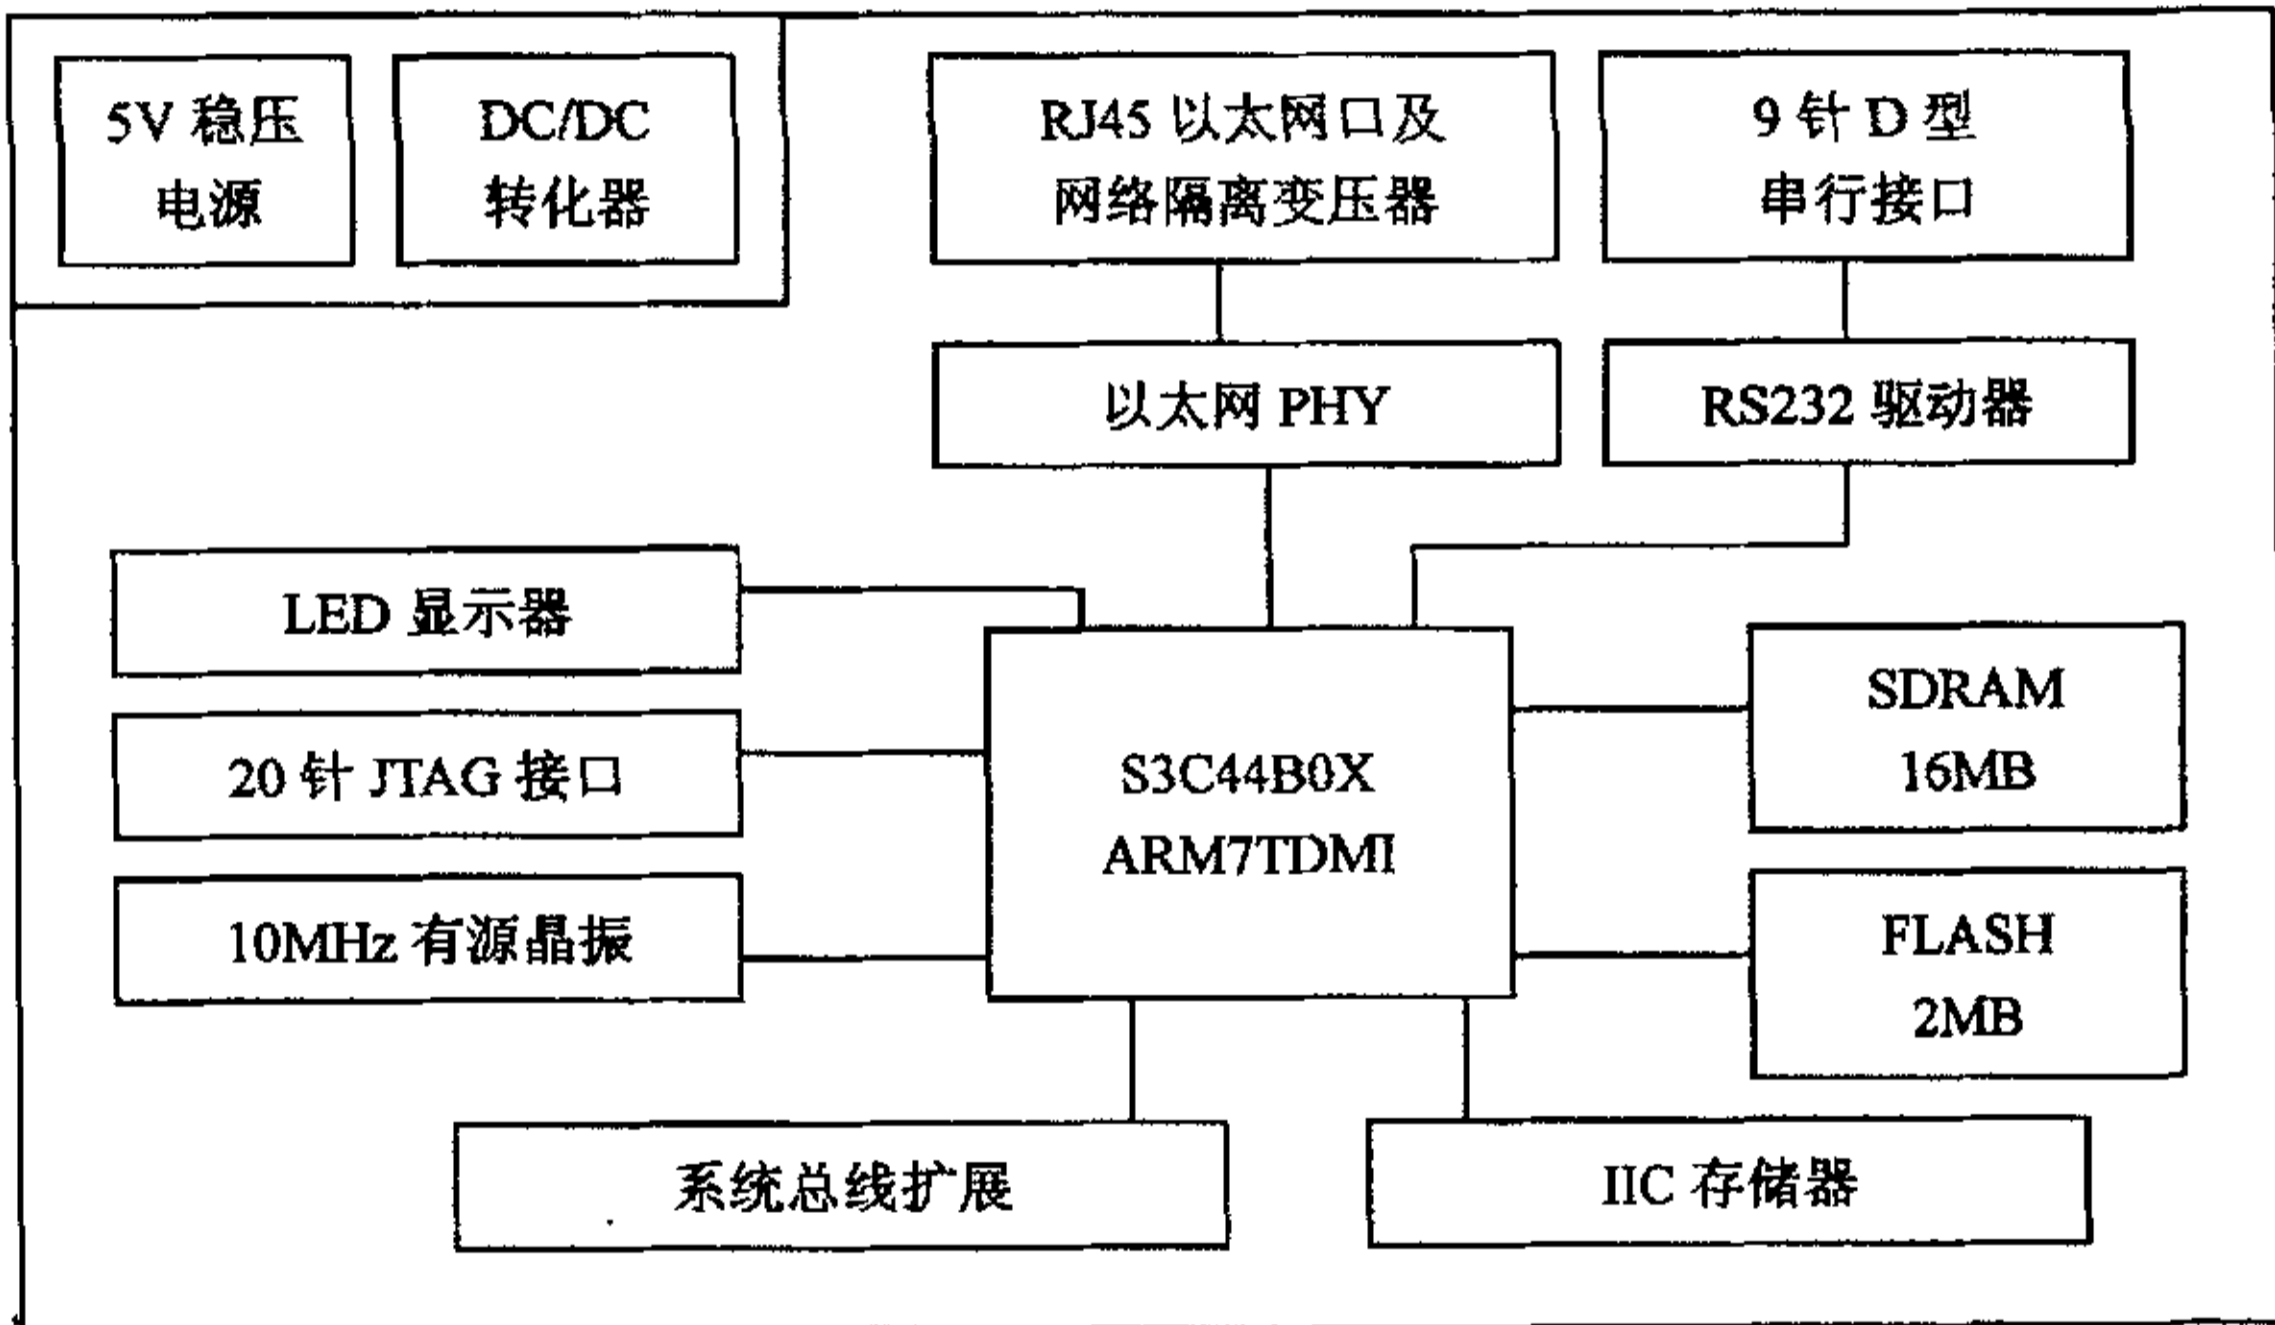 5V 稳压
电源
DC/DC
转化器
RJ45 以太网口及
网络隔离变压器
9 针 D 型
串行接口
以太网 PHY
RS232 驱动器
LED 显示器
20 针 JTAG 接口
10MHz 有源晶振
S3C44B0X
ARM7TDMI
SDRAM
16MB
FLASH
2MB
系统总线扩展
IIC 存储器